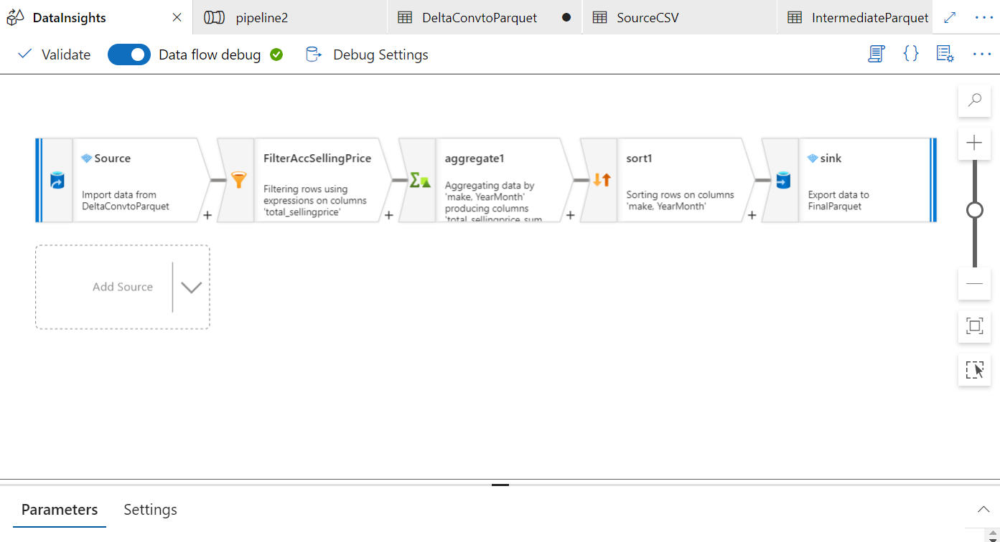 DataInsights
pipeline2
DeltaConvtoParquet
SourceCSV
IntermediateParquet
Validate
Data flow debug
Debug Settings
Source
Import data from
DeltaConvtoParquet
+
FilterAccSellingPrice
Filtering rows using
expressions on columns
'total_sellingprice'
+
aggregate1
Aggregating data by
'make, YearMonth'
producing columns
'total_sellingprice_sum
+
sort1
Sorting rows on columns
'make, YearMonth'
+
sink
Export data to
FinalParquet
Add Source
Parameters
Settings